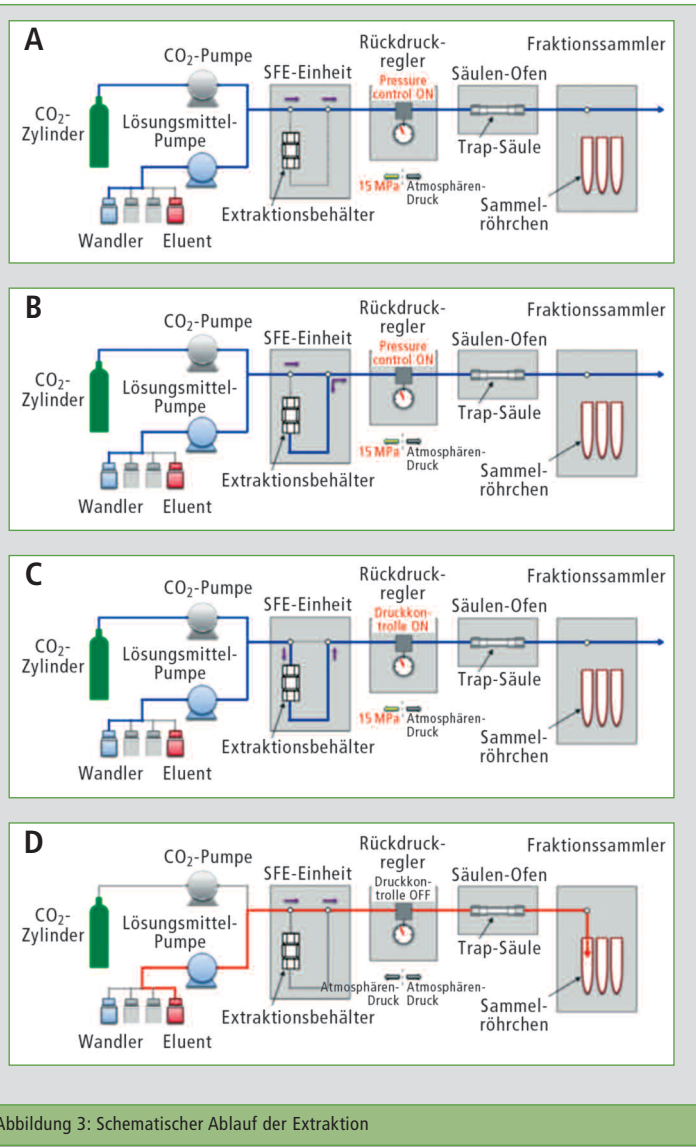 A
CO₂-Pumpe
SFE-Einheit
Rückdruck-
regler
Pressure
control ON
Säulen-Ofen
Fraktionssammler
CO₂-
Zylinder
Lösungsmittel-
Pumpe
Trap-Säule
15 MPa
Atmosphären-
Druck
Extraktionsbehälter
Sammel-
röhrchen
Wandler
Eluent
B
CO₂-Pumpe
SFE-Einheit
Rückdruck-
regler
Pressure
control ON
Säulen-Ofen
Fraktionssammler
CO₂-
Zylinder
Lösungsmittel-
Pumpe
Trap-Säule
15 MPa
Atmosphären-
Druck
Extraktionsbehälter
Sammel-
röhrchen
Wandler
Eluent
C
CO₂-Pumpe
SFE-Einheit
Rückdruck-
regler
Druckkon-
trolle ON
Säulen-Ofen
Fraktionssammler
CO₂-
Zylinder
Lösungsmittel-
Pumpe
Trap-Säule
15 MPa
Atmosphären-
Druck
Extraktionsbehälter
Sammel-
röhrchen
Wandler
Eluent
D
CO₂-Pumpe
SFE-Einheit
Rückdruck-
regler
Druckkon-
trolle OFF
Säulen-Ofen
Fraktionssammler
CO₂-
Zylinder
Lösungsmittel-
Pumpe
Trap-Säule
Atmosphären-
Druck
Atmosphären-
Druck
Extraktionsbehälter
Sammel-
röhrchen
Wandler
Eluent
Abbildung 3: Schematischer Ablauf der Extraktion